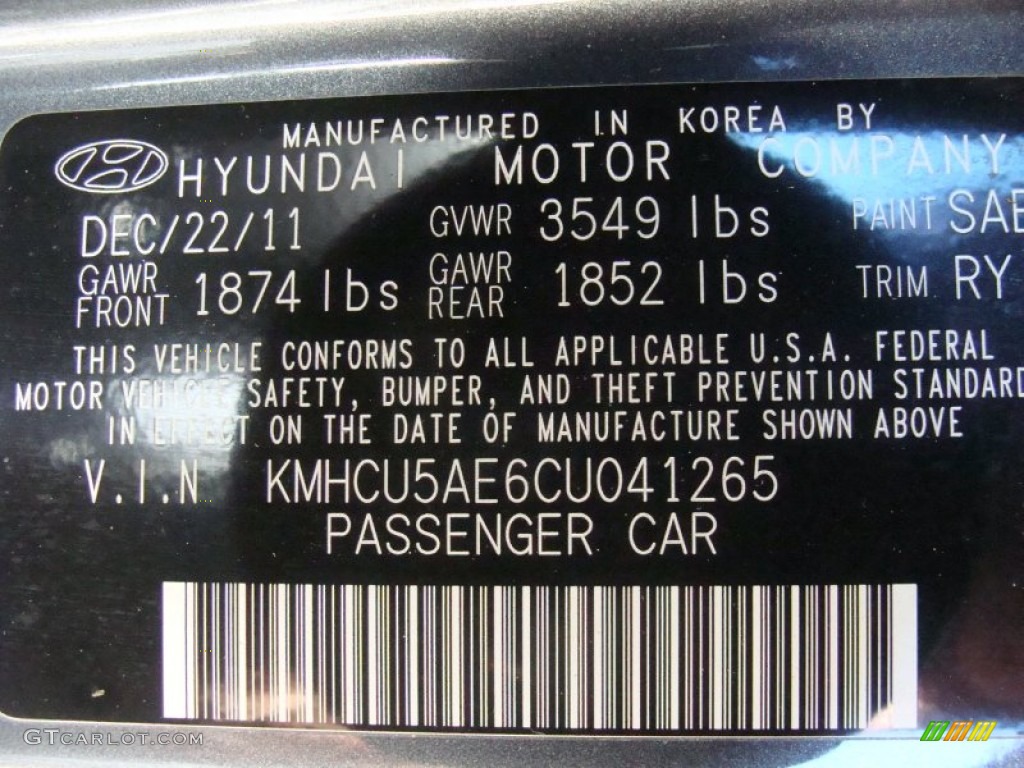 MANUFACTURED IN KOREA BY
HYUNDAI MOTOR COMPANY
DEC/22/11 GVWR 3549 lbs PAINT SAE
GAWR FRONT 1874 lbs GAWR REAR 1852 lbs TRIM RY
THIS VEHICLE CONFORMS TO ALL APPLICABLE U.S.A. FEDERAL
MOTOR VEHICLE SAFETY, BUMPER, AND THEFT PREVENTION STANDARD
IN EFFECT ON THE DATE OF MANUFACTURE SHOWN ABOVE
V.I.N KMHCU5AE6CU041265
PASSENGER CAR
GTCARLOT.COM